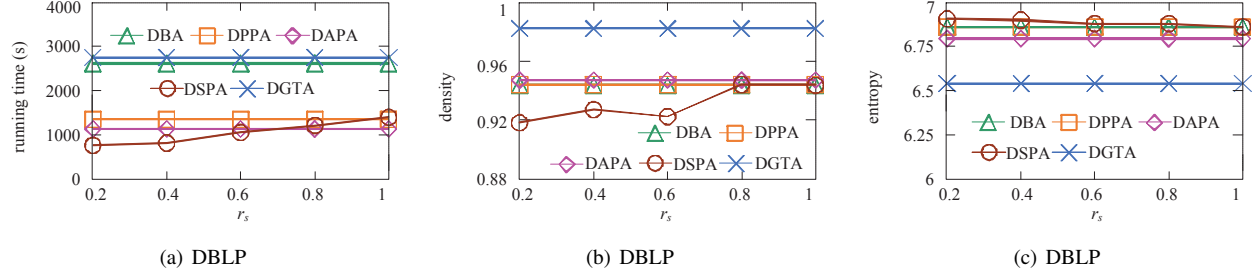 4000
3000
2000
1000
0
running time (s)
DBA DPPA DAPA
DSPA DGTA
0.2 0.4 0.6 0.8 1
r_s
(a) DBLP
1
0.96
0.92
0.88
density
DBA DPPA
DAPA DSPA DGTA
0.2 0.4 0.6 0.8 1
r_s
(b) DBLP
7
6.75
6.5
6.25
6
entropy
DBA DPPA DAPA
DSPA DGTA
0.2 0.4 0.6 0.8 1
r_s
(c) DBLP